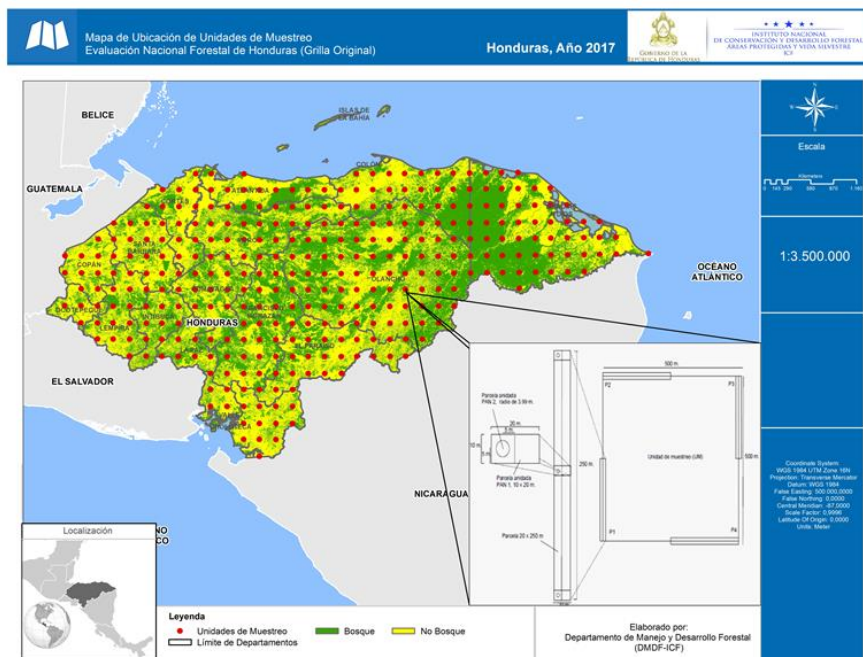 Mapa de Ubicación de Unidades de Muestreo
Evaluación Nacional Forestal de Honduras (Grilla Original)
Honduras, Año 2017
GOBIERNO DE LA
REPÚBLICA DE HONDURAS
INSTITUTO NACIONAL
DE CONSERVACIÓN Y DESARROLLO FORESTAL
ÁREAS PROTEGIDAS Y VIDA SILVESTRE
ICF
BELICE
ISLAS DE
LA BAHÍA
COLÓN
GUATEMALA
SANTA
BÁRBARA
COPÁN
OLANCHO
OCOTEPEQUE
LEMPIRA
INTIBUCÁ
HONDURAS
EL PARAÍSO
EL SALVADOR
NICARAGUA
OCÉANO
ATLÁNTICO
Escala
Kilometers
1:3.500.000
Coordinate System:
WGS 1984 UTM Zone 16N
Projection: Transverse Mercator
Datum: WGS 1984
False Easting: 500.000,0000
False Northing: 0,0000
Central Meridian: -87,0000
Scale Factor: 0,9996
Latitude Of Origin: 0,0000
Units: Meter
500 m.
P2
P3
Parcela anidada
PAN 2, radio de 3.99 m.
20 m.
5 m.
10 m.
5 m.
250 m.
Unidad de muestreo (UM)
500 m.
Parcela anidada
PAN 1, 10 x 20 m.
Parcela 20 x 250 m
P1
P4
Localización
Leyenda
Unidades de Muestreo
Bosque
No Bosque
Límite de Departamentos
Elaborado por:
Departamento de Manejo y Desarrollo Forestal
(DMDF-ICF)